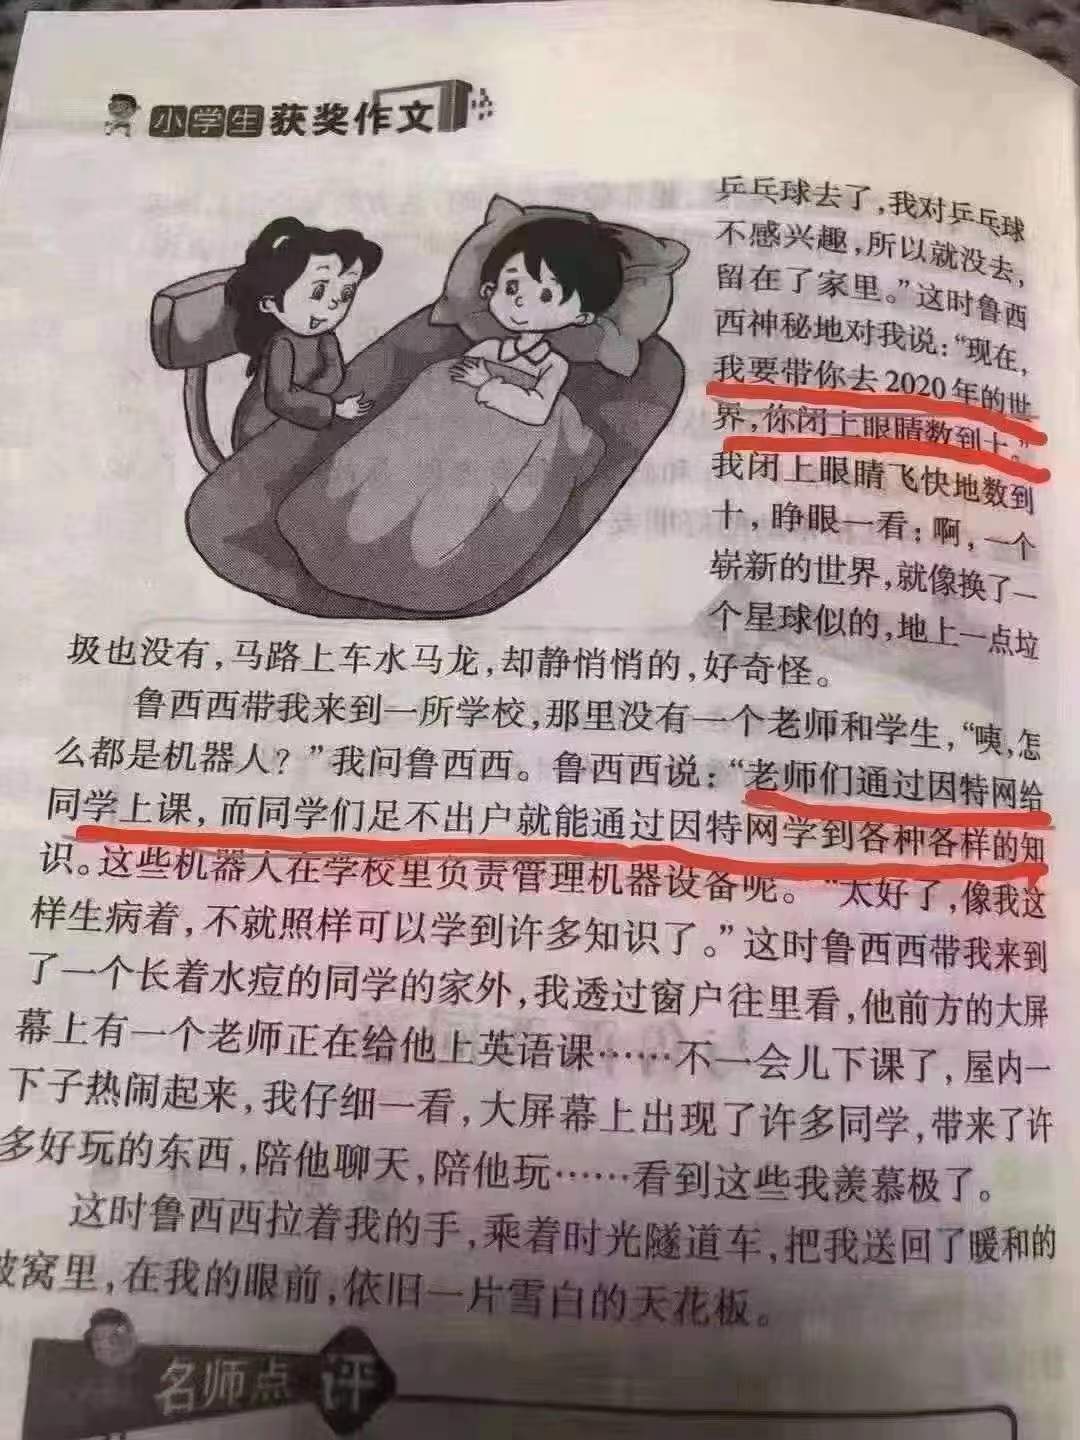 小学生获奖作文
乒乓球去了，我对乒乓球
不感兴趣，所以就没去，
留在了家里。”这时鲁西
西神秘地对我说：“现在，
我要带你去2020年的世
界，你闭上眼睛数到十。”
我闭上眼睛飞快地数到
十，睁眼一看；啊，一个
崭新的世界，就像换了一
个星球似的，地上一点垃
圾也没有，马路上车水马龙，却静悄悄的，好奇怪。
鲁西西带我来到一所学校，那里没有一个老师和学生，“咦，怎
么都是机器人？”我问鲁西西。鲁西西说：“老师们通过因特网给
同学上课，而同学们足不出户就能通过因特网学到各种各样的知
识。这些机器人在学校里负责管理机器设备呢。“太好了，像我这
样生病着，不就照样可以学到许多知识了。”这时鲁西西带我来到
了一个长着水痘的同学的家外，我透过窗户往里看，他前方的大屏
幕上有一个老师正在给他上英语课……不一会儿下课了，屋内一
下子热闹起来，我仔细一看，大屏幕上出现了许多同学，带来了许
多好玩的东西，陪他聊天，陪他玩……看到这些我羡慕极了。
这时鲁西西拉着我的手，乘着时光隧道车，把我送回了暖和的
被窝里，在我的眼前，依旧一片雪白的天花板。
名师点评